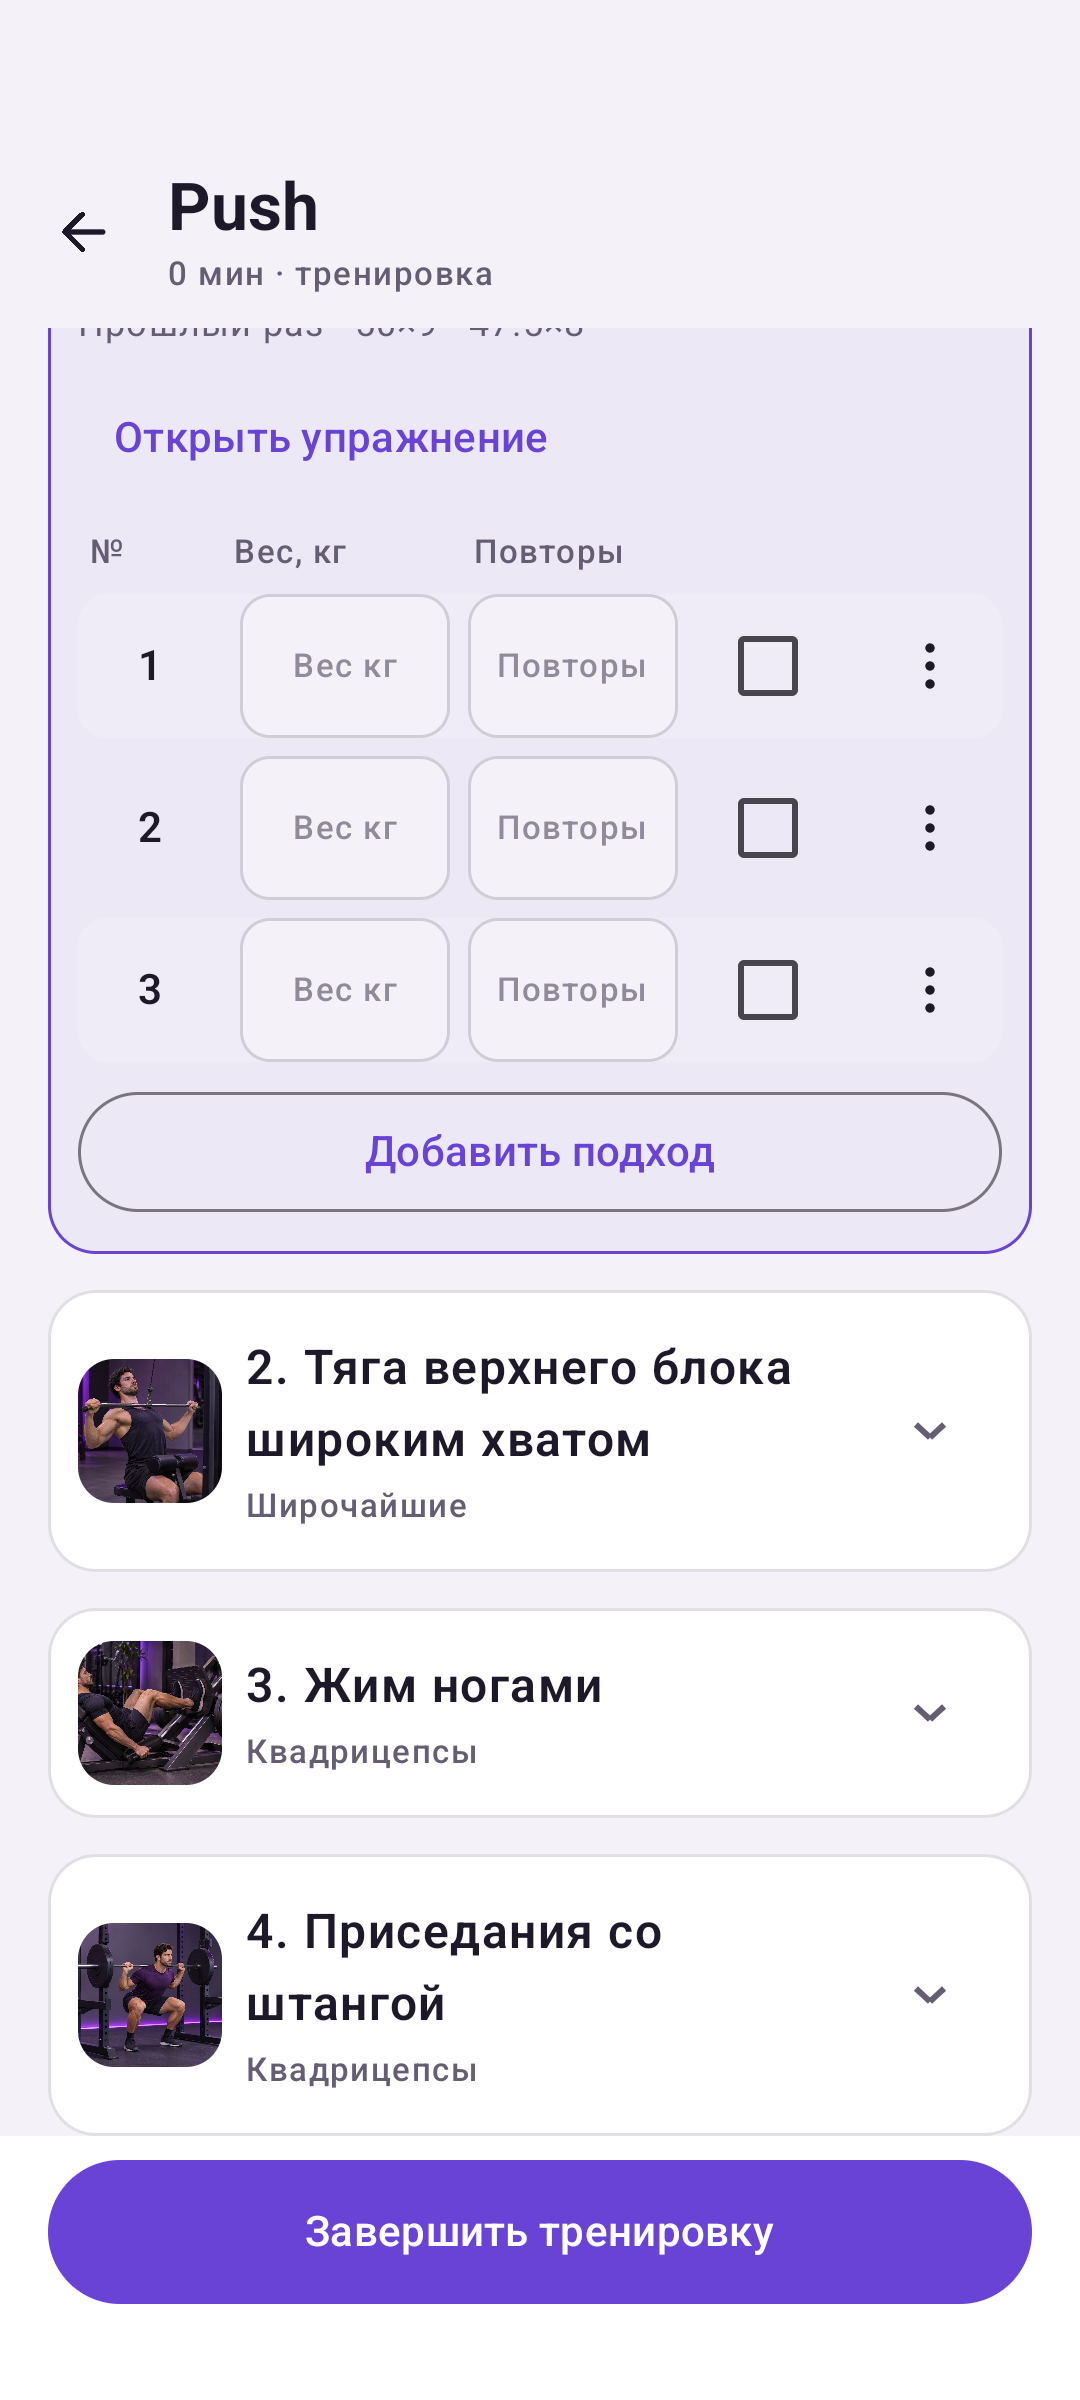 Push
0 мин · тренировка
Прошлый раз
Открыть упражнение
№ Вес, кг Повторы
1 Вес кг Повторы
2 Вес кг Повторы
3 Вес кг Повторы
Добавить подход
2. Тяга верхнего блока
широким хватом
Широчайшие
3. Жим ногами
Квадрицепсы
4. Приседания со
штангой
Квадрицепсы
Завершить тренировку